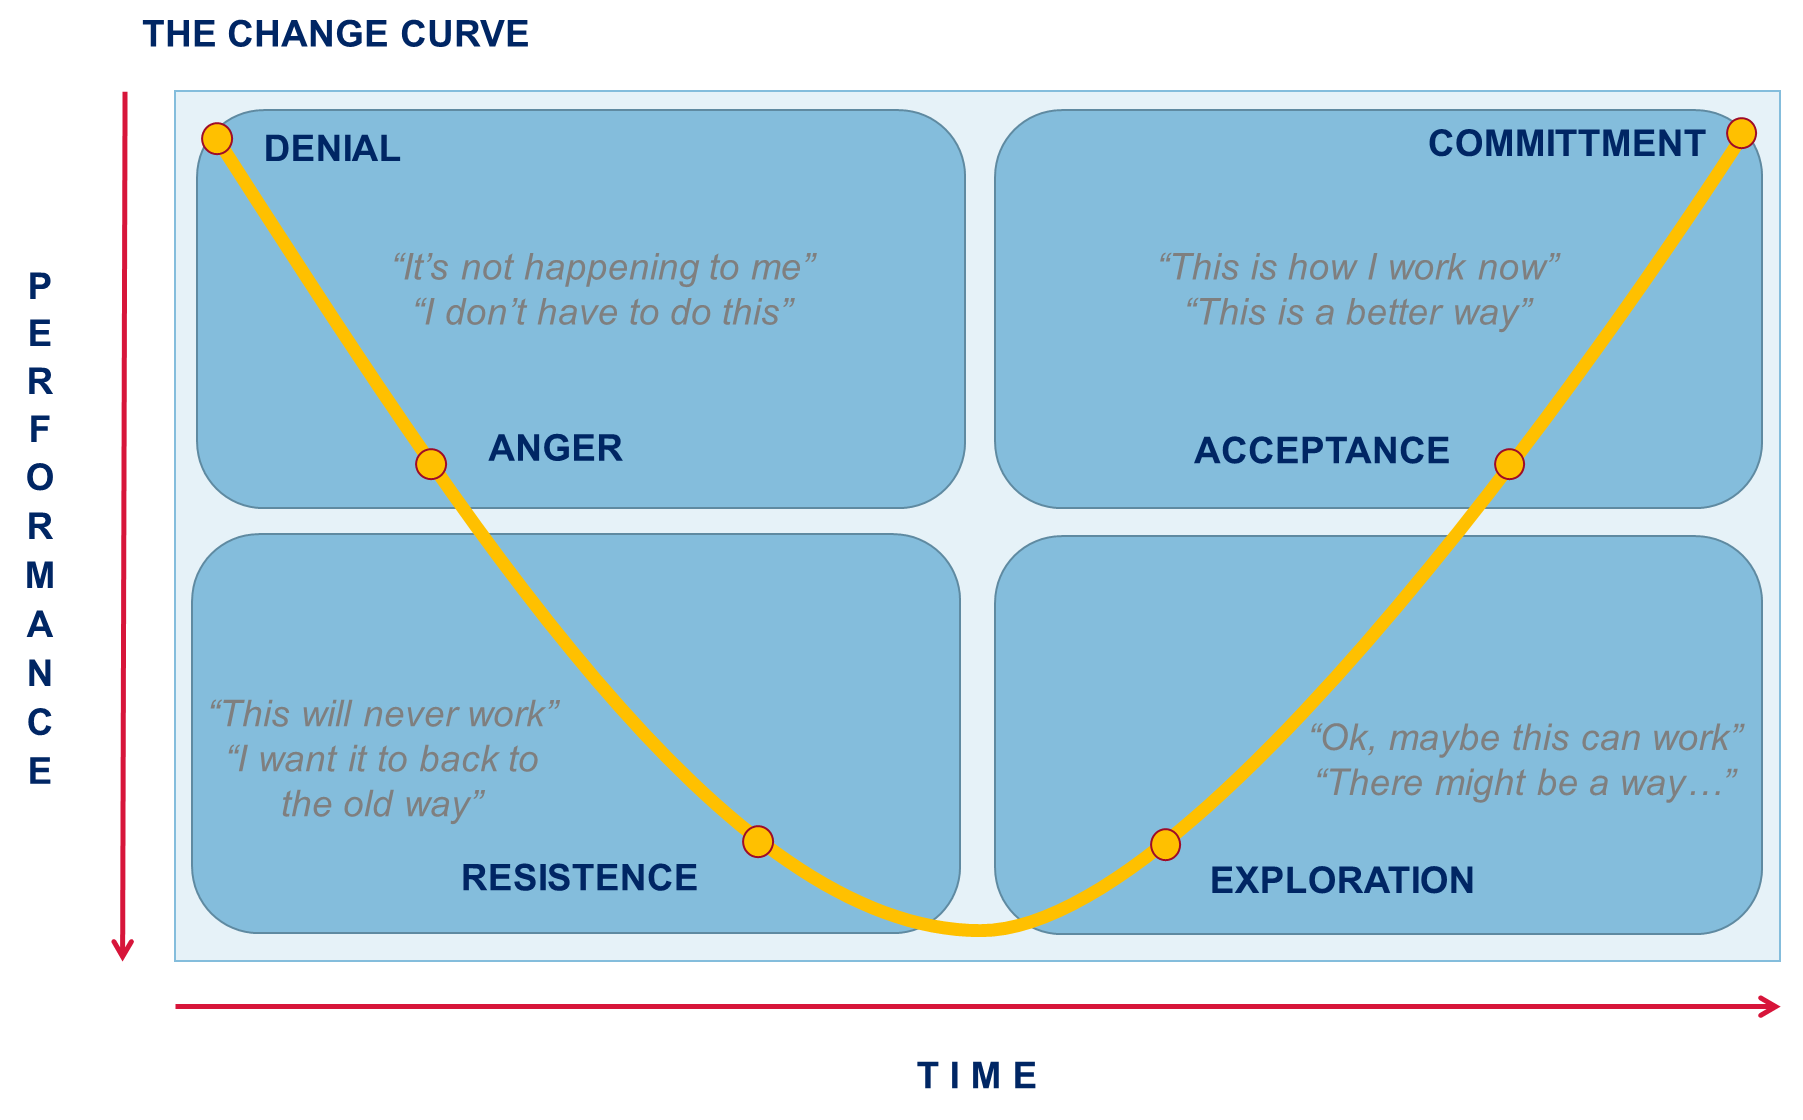 THE CHANGE CURVE
DENIAL
COMMITTMENT
“It’s not happening to me”
“I don’t have to do this”
“This is how I work now”
“This is a better way”
ANGER
ACCEPTANCE
PERFORMANCE
“This will never work”
“I want it to back to
the old way”
“Ok, maybe this can work”
“There might be a way…”
RESISTENCE
EXPLORATION
TIME